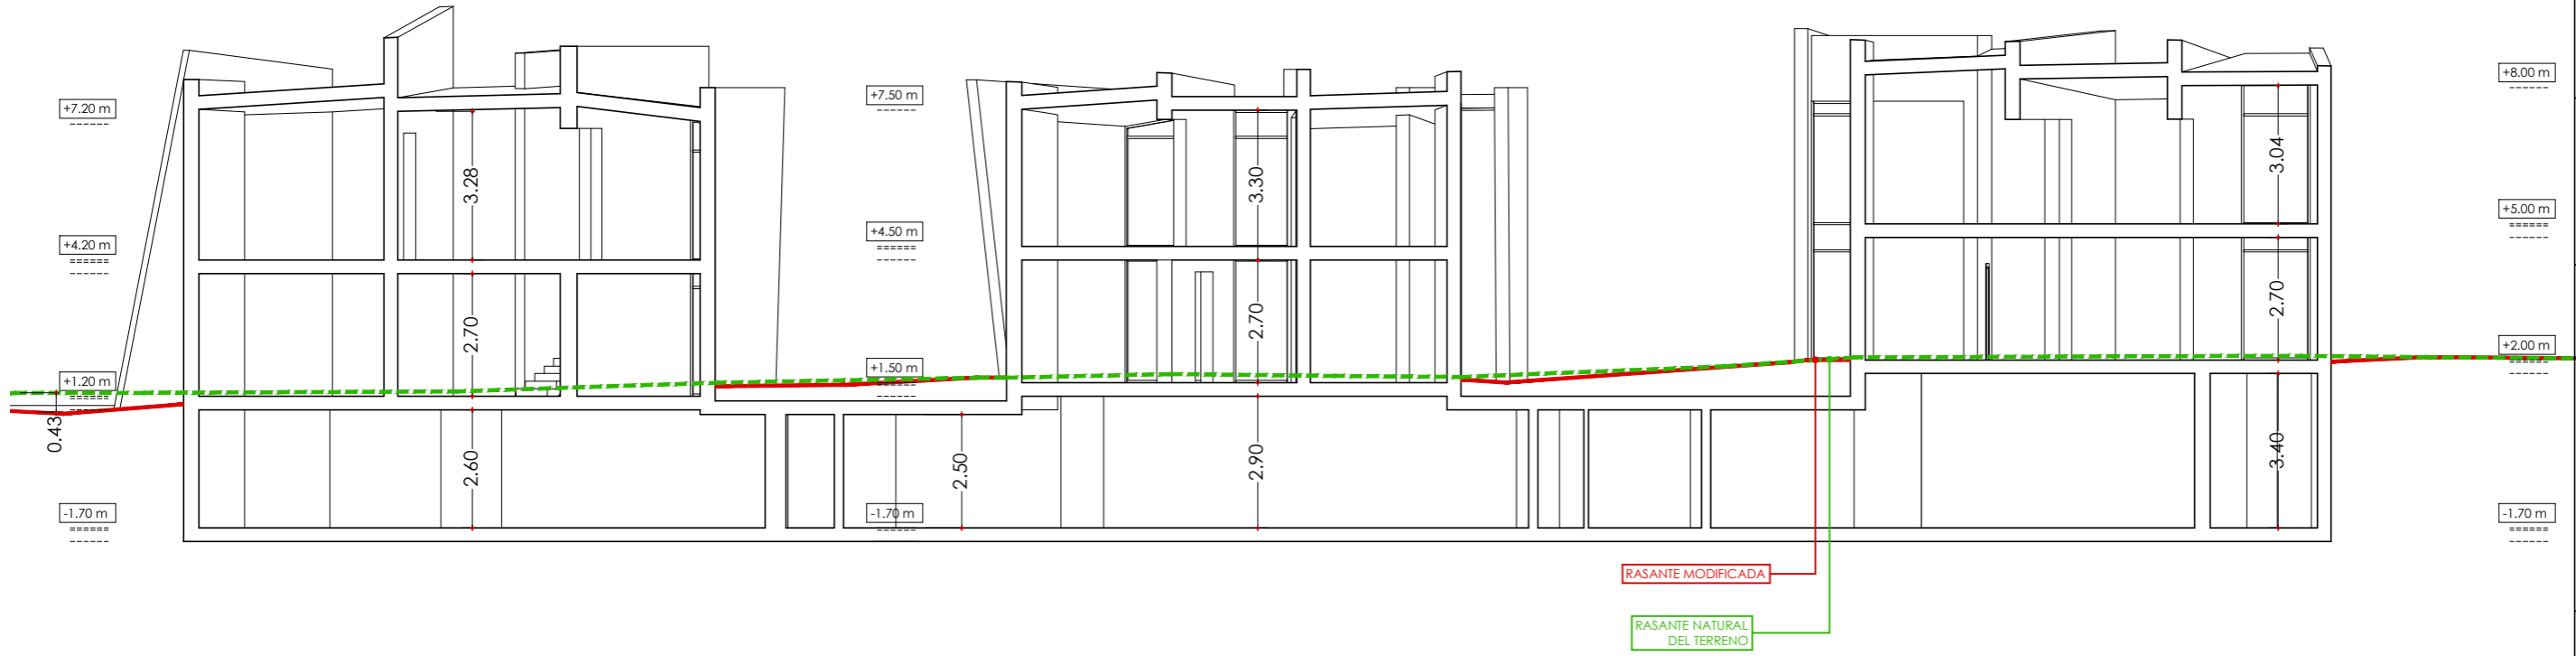 +7.20 m
+7.50 m
+8.00 m
3.28
3.30
3.04
+4.20 m
+4.50 m
+5.00 m
2.70
2.70
2.70
+1.20 m
+1.50 m
+2.00 m
0.43
2.60
2.50
2.90
3.40
-1.70 m
-1.70 m
-1.70 m
RASANTE MODIFICADA
RASANTE NATURAL
DEL TERRENO